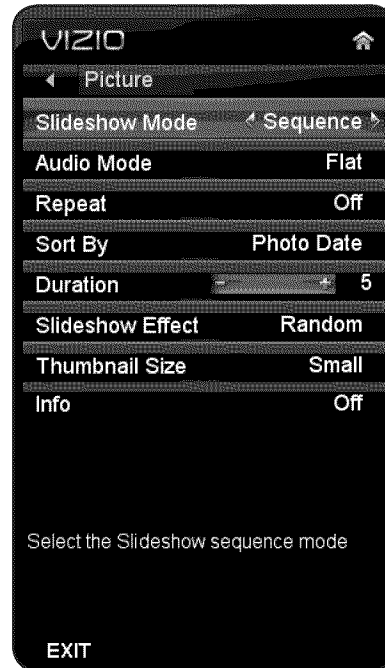 VIZIO
Picture
Slideshow Mode Sequence
Audio Mode Flat
Repeat Off
Sort By Photo Date
Duration - + 5
Slideshow Effect Random
Thumbnail Size Small
Info Off
Select the Slideshow sequence mode
EXIT